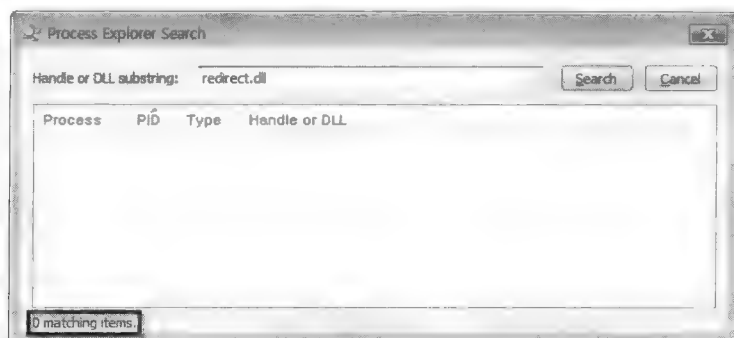 Process Explorer Search
Handle or DLL substring: redirect.dll Search Cancel
Process PID Type Handle or DLL
0 matching items.